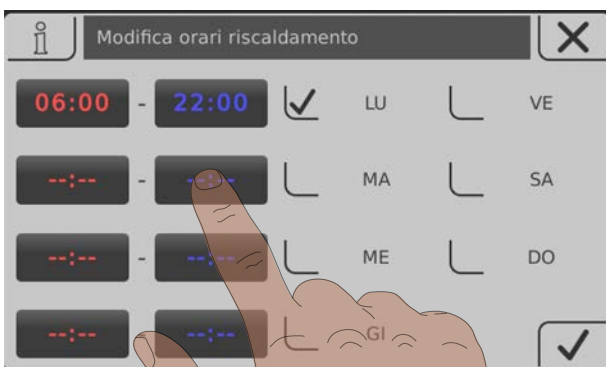 Modifica orari riscaldamento
06:00 - 22:00 LU VE
--:-- - --:-- MA SA
--:-- - --:-- ME DO
--:-- - --:-- GI